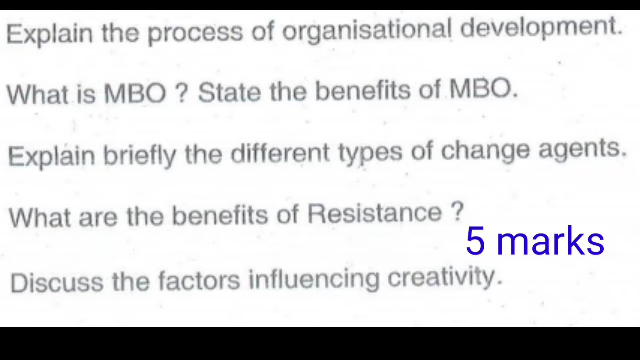 Explain the process of organisational development.
What is MBO ? State the benefits of MBO.
Explain briefly the different types of change agents.
What are the benefits of Resistance ?
5 marks
Discuss the factors influencing creativity.